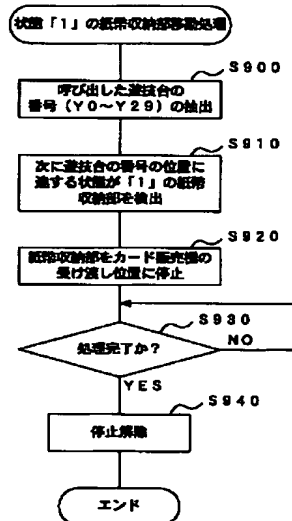 状態「1」の紙幣収納部移動処理
S900
呼び出した遊技台の
番号(Y0〜Y29)の抽出
S910
次に遊技台の番号の位置に
達する状態が「1」の紙幣
収納部を検出
S920
紙幣収納部をカード販売機の
受け渡し位置に停止
S930
処理完了か?
NO
YES
S940
停止解除
エンド